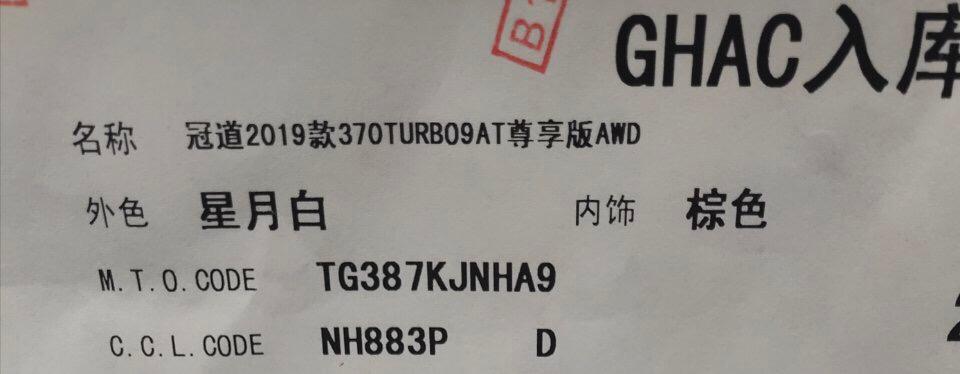 GHAC入库
名称 冠道2019款370TURBO9AT尊享版AWD
外色 星月白 内饰 棕色
M.T.O.CODE TG387KJNHA9
C.C.L.CODE NH883P D